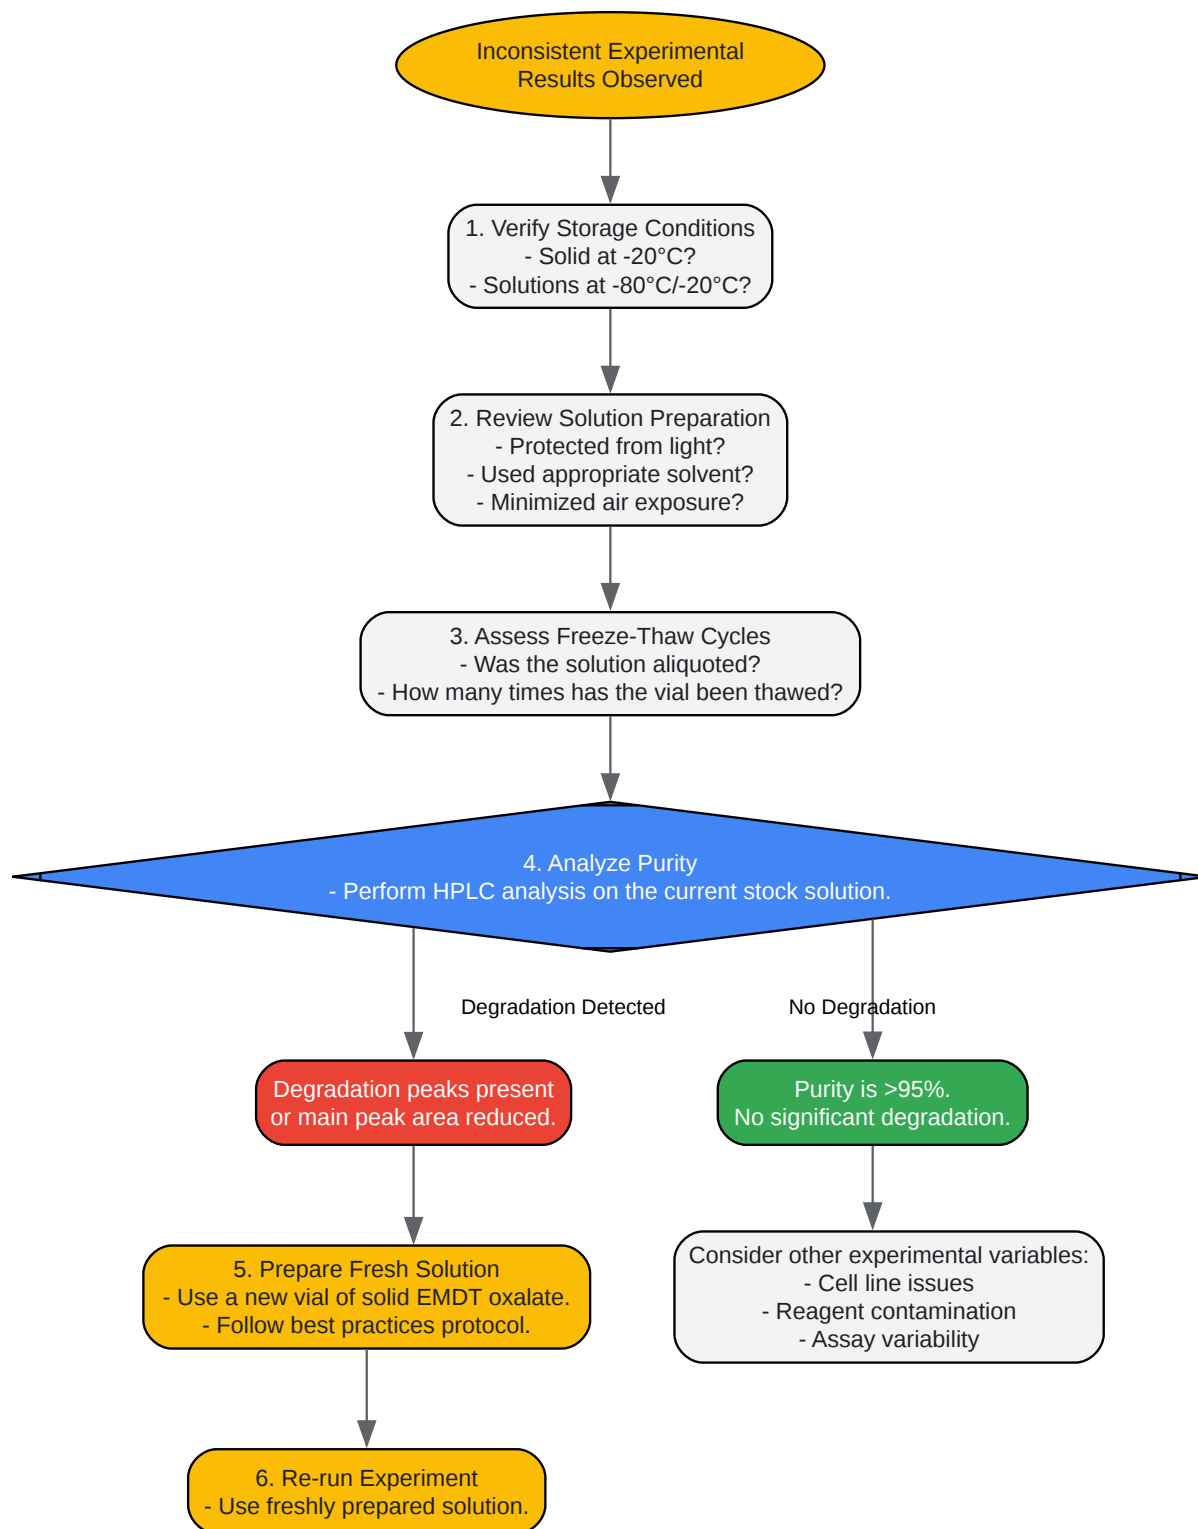 Inconsistent Experimental
Results Observed
1. Verify Storage Conditions
- Solid at -20°C?
- Solutions at -80°C/-20°C?
2. Review Solution Preparation
- Protected from light?
- Used appropriate solvent?
- Minimized air exposure?
3. Assess Freeze-Thaw Cycles
- Was the solution aliquoted?
- How many times has the vial been thawed?
4. Analyze Purity
- Perform HPLC analysis on the current stock solution.
Degradation Detected
No Degradation
Degradation peaks present
or main peak area reduced.
Purity is >95%.
No significant degradation.
5. Prepare Fresh Solution
- Use a new vial of solid EMDT oxalate.
- Follow best practices protocol.
Consider other experimental variables:
- Cell line issues
- Reagent contamination
- Assay variability
6. Re-run Experiment
- Use freshly prepared solution.